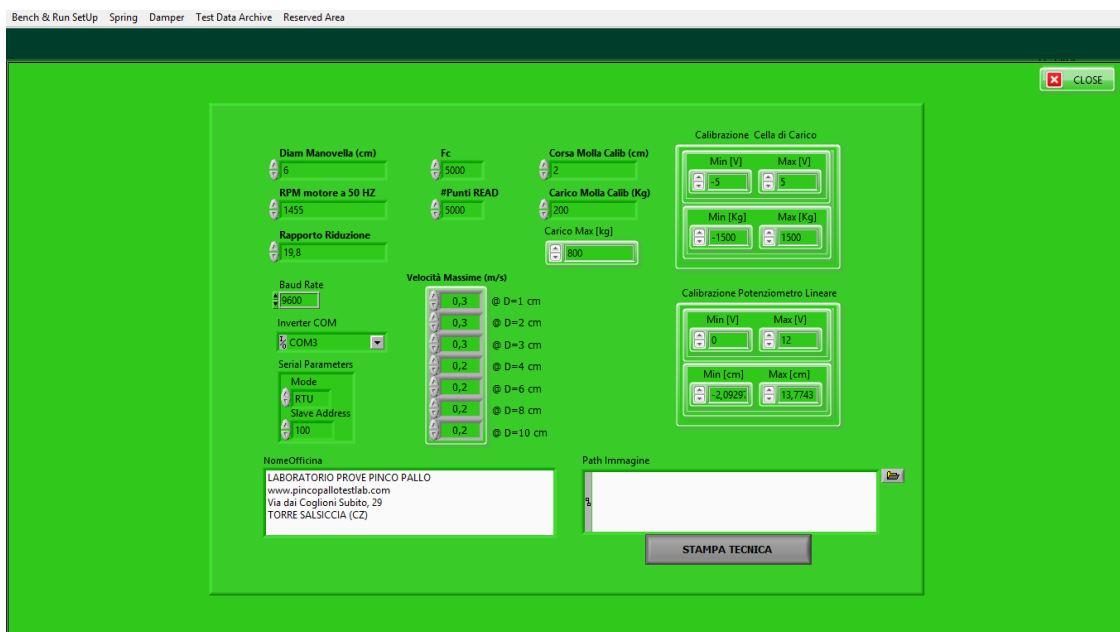 Bench & Run SetUp Spring Damper Test Data Archive Reserved Area
CLOSE
Diam Manovella (cm)
6
Fc
5000
Corsa Molla Calib (cm)
2
RPM motore a 50 HZ
1455
#Punti READ
5000
Carico Molla Calib (Kg)
200
Rapporto Riduzione
19,8
Carico Max [kg]
800
Calibrazione Cella di Carico
Min [V] Max [V]
-5 5
Min [Kg] Max [Kg]
-1500 1500
Baud Rate
9600
Inverter COM
COM3
Serial Parameters
Mode
RTU
Slave Address
100
Velocità Massime (m/s)
0,3 @ D=1 cm
0,3 @ D=2 cm
0,3 @ D=3 cm
0,2 @ D=4 cm
0,2 @ D=6 cm
0,2 @ D=8 cm
0,2 @ D=10 cm
Calibrazione Potenziometro Lineare
Min [V] Max [V]
0 12
Min [cm] Max [cm]
-2,0929 13,7743
NomeOfficina
LABORATORIO PROVE PINCO PALLO
www.pincopallotestlab.com
Via dai Coglioni Subito, 29
TORRE SALSICCIA (CZ)
Path Immagine
STAMPA TECNICA